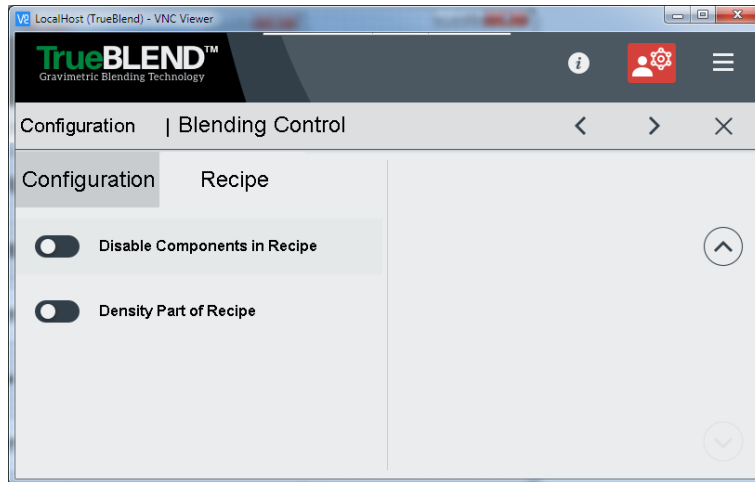 LocalHost (TrueBlend) - VNC Viewer
TrueBLEND™
Gravimetric Blending Technology
Configuration | Blending Control
Configuration Recipe
Disable Components in Recipe
Density Part of Recipe